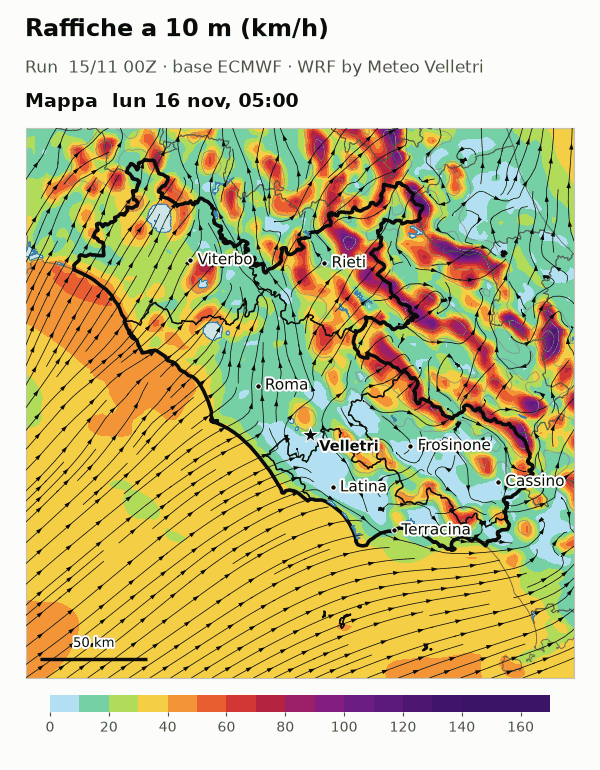 Raffiche a 10 m (km/h)
Run  15/11 00Z · base ECMWF · WRF by Meteo Velletri
Mappa  lun 16 nov, 05:00
Viterbo
Rieti
Roma
Velletri
Frosinone
Latina
Cassino
Terracina
50 km
0 20 40 60 80 100 120 140 160